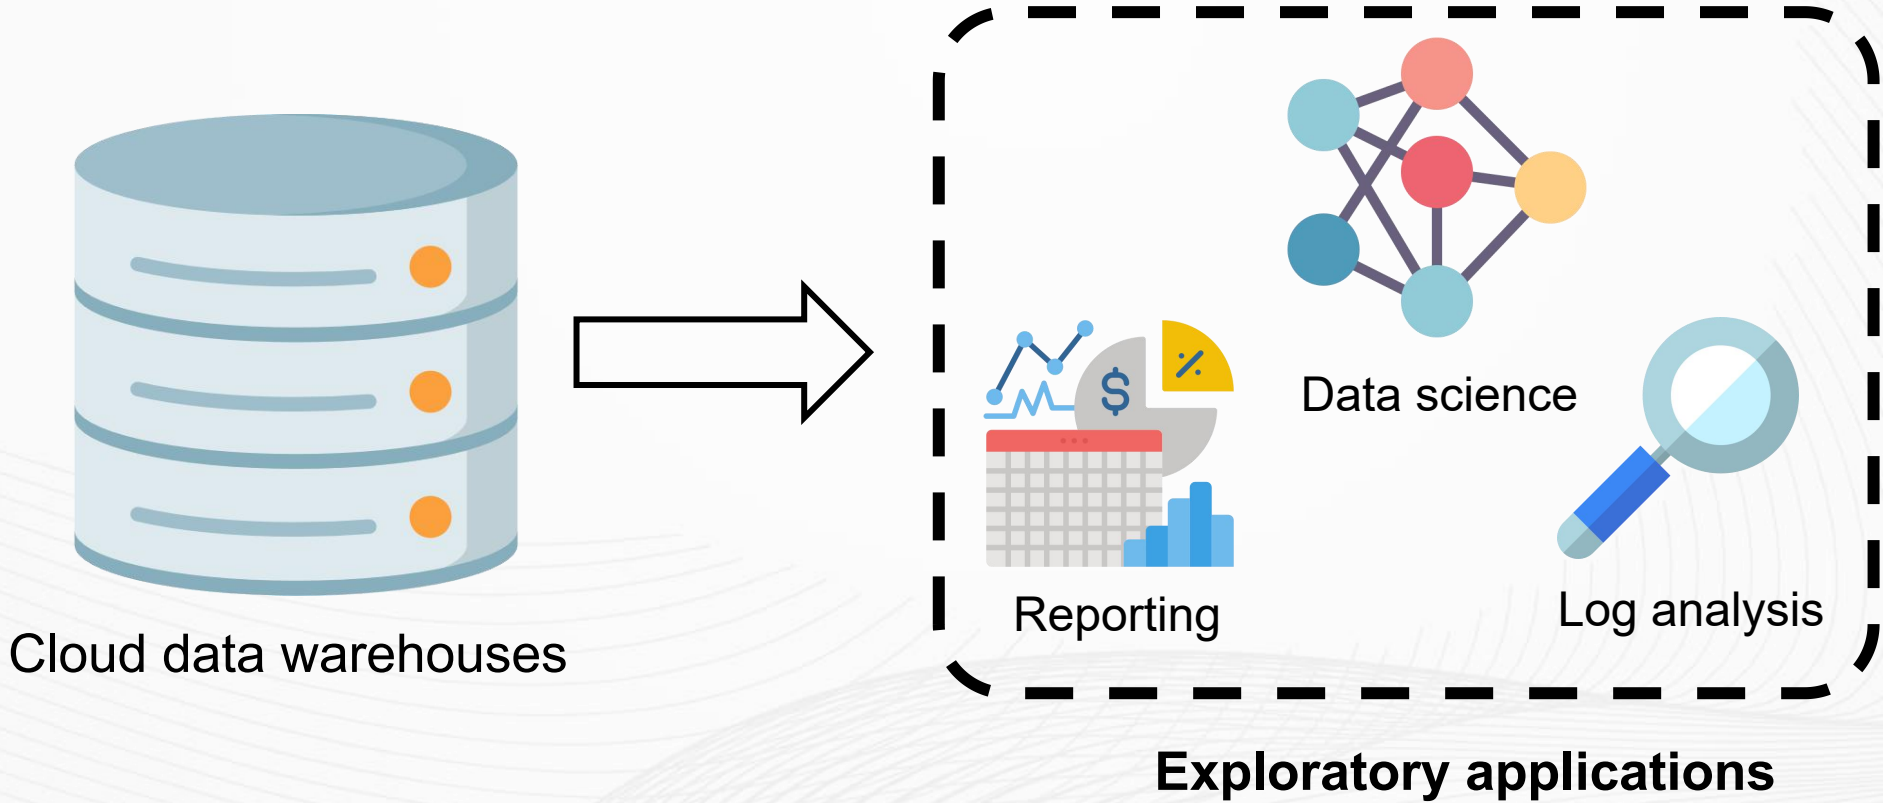 Cloud data warehouses
$
%
Data science
Reporting
Log analysis
Exploratory applications